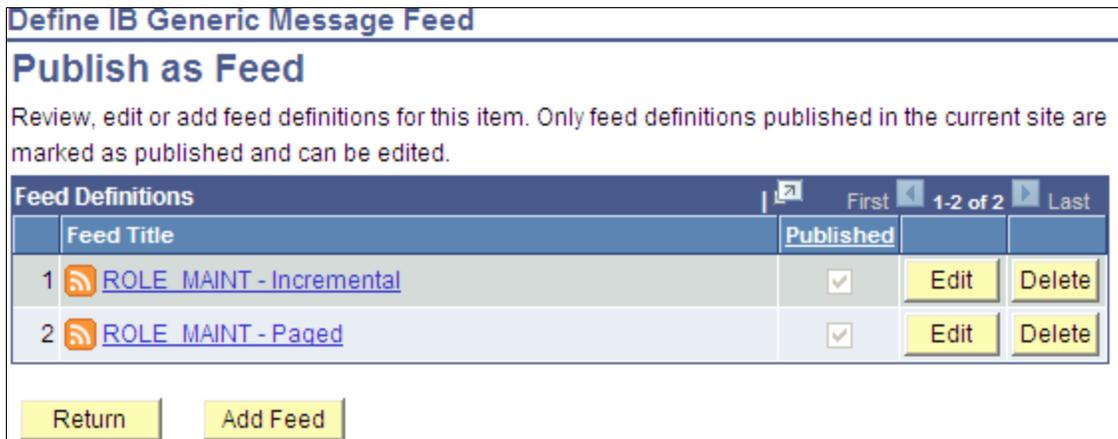 Define IB Generic Message Feed
Publish as Feed
Review, edit or add feed definitions for this item. Only feed definitions published in the current site are
marked as published and can be edited.
Feed Definitions | First 1-2 of 2 Last
Feed Title Published
1 ROLE_MAINT - Incremental Edit Delete
2 ROLE_MAINT - Paged Edit Delete
Return Add Feed